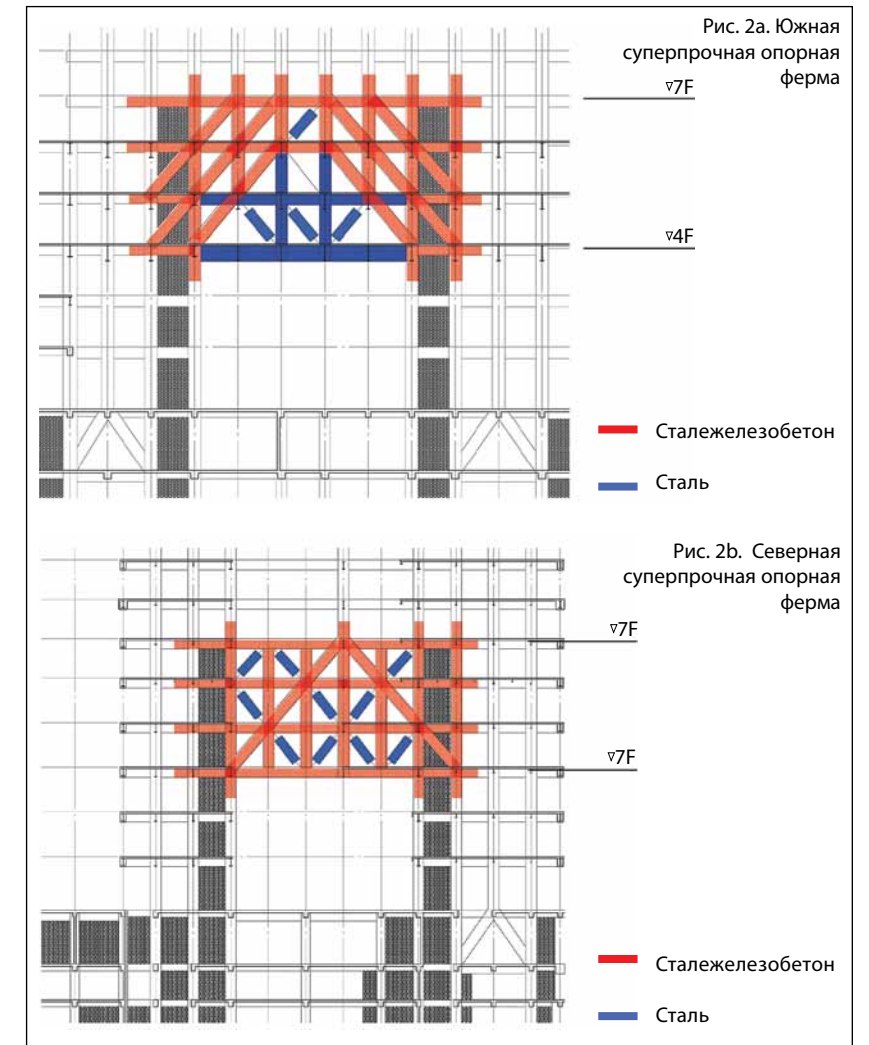 Рис. 2a. Южная
суперпрочная опорная
ферма
▿7F
▿4F
Сталежелезобетон
Сталь
Рис. 2b. Северная
суперпрочная опорная
ферма
▿7F
▿7F
Сталежелезобетон
Сталь